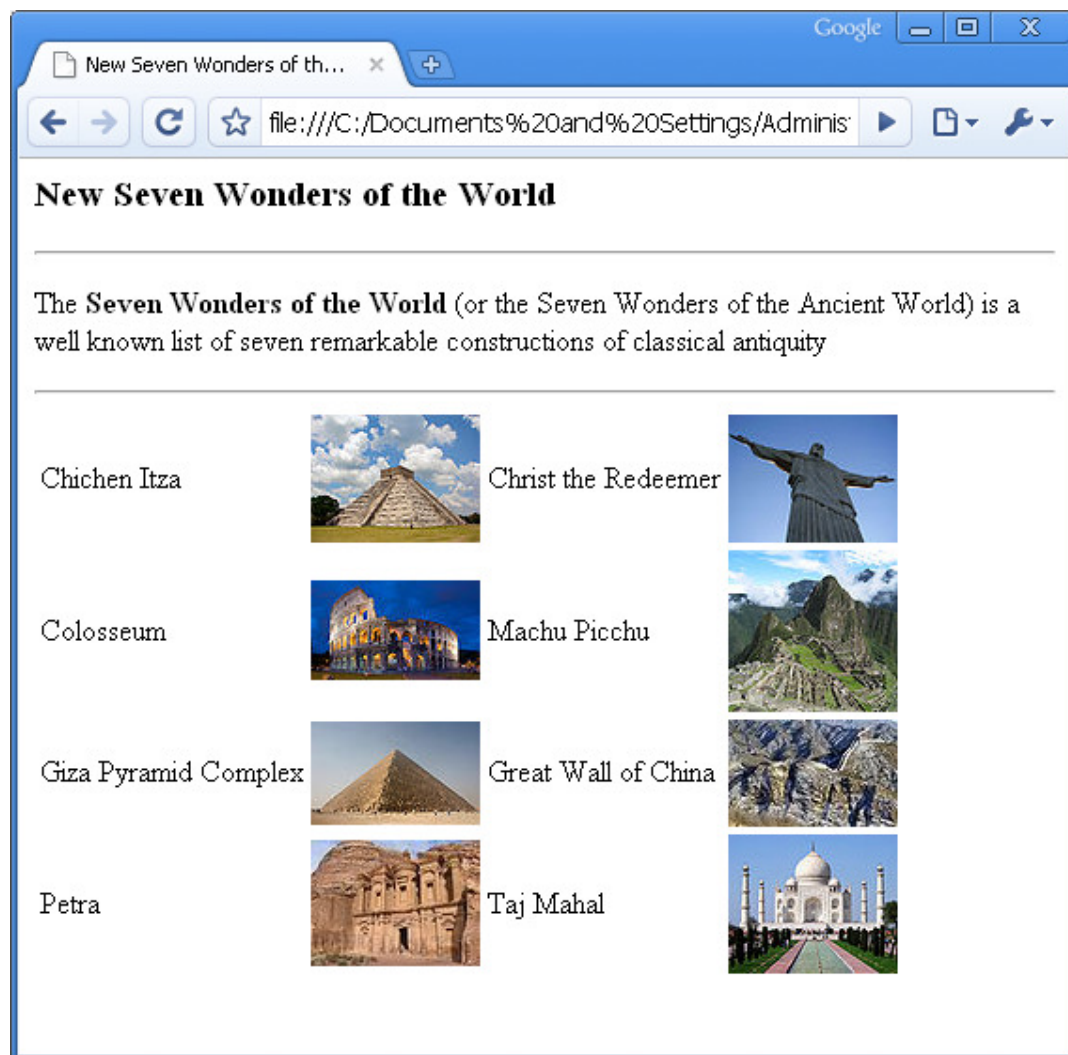 Google
New Seven Wonders of th...
file:///C:/Documents%20and%20Settings/Adminis
New Seven Wonders of the World
The Seven Wonders of the World (or the Seven Wonders of the Ancient World) is a
well known list of seven remarkable constructions of classical antiquity
Chichen Itza
Christ the Redeemer
Colosseum
Machu Picchu
Giza Pyramid Complex
Great Wall of China
Petra
Taj Mahal